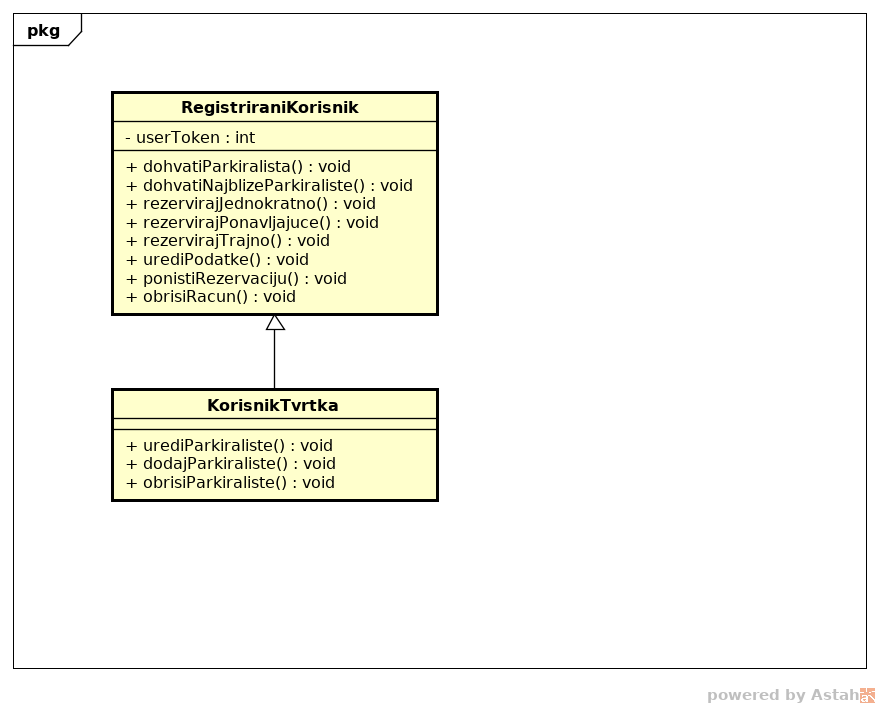 pkg
RegistriraniKorisnik
- userToken : int
+ dohvatiParkiralista() : void
+ dohvatiNajblizeParkiraliste() : void
+ rezervirajJednokratno() : void
+ rezervirajPonavljajuce() : void
+ rezervirajTrajno() : void
+ urediPodatke() : void
+ ponistiRezervaciju() : void
+ obrisiRacun() : void
KorisnikTvrtka
+ urediParkiraliste() : void
+ dodajParkiraliste() : void
+ obrisiParkiraliste() : void
powered by Astah